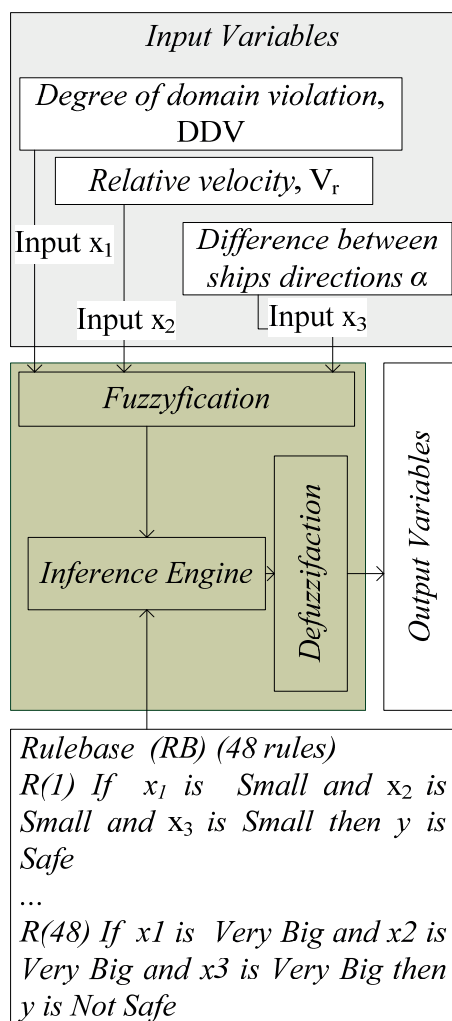 Input Variables
Degree of domain violation,
DDV
Relative velocity, Vr
Input x1
Difference between
ships directions α
Input x2
Input x3
Fuzzyfication
Inference Engine
Defuzzifaction
Output Variables
Rulebase (RB) (48 rules)
R(1) If x1 is Small and x2 is
Small and x3 is Small then y is
Safe
...
R(48) If x1 is Very Big and x2 is
Very Big and x3 is Very Big then
y is Not Safe